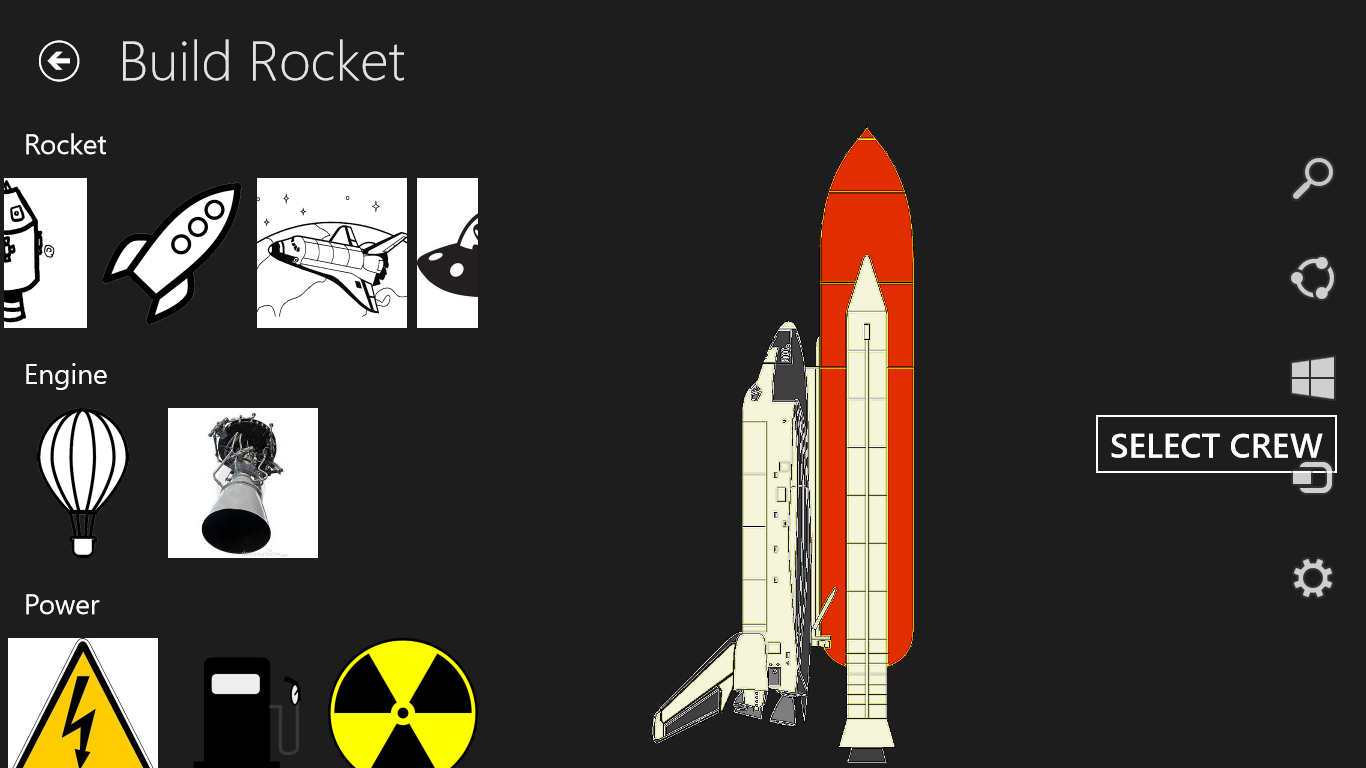 Build Rocket
Rocket
Engine
SELECT CREW
Power